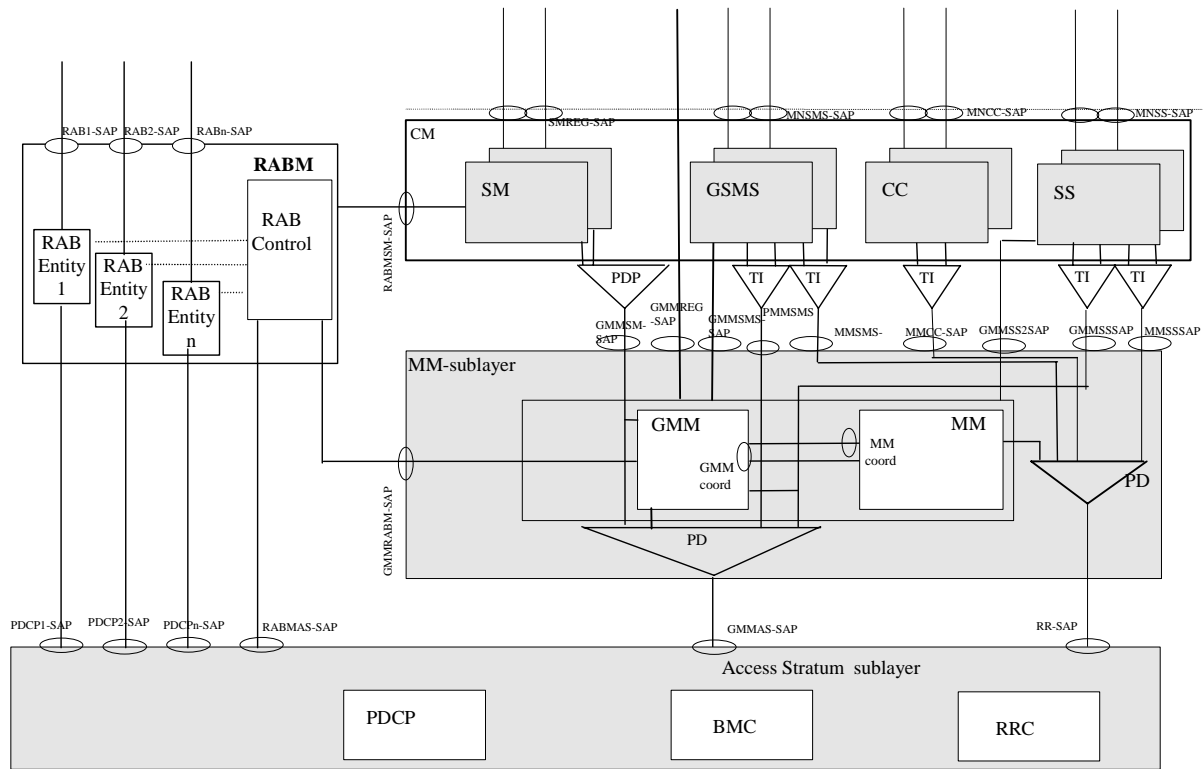 SMREG-SAP
MNSMS-SAP
MNCC-SAP
MNSS-SAP
RAB1-SAP
RAB2-SAP
RABn-SAP
CM
RABM
RAB
Control
RAB
Entity
1
RAB
Entity
2
RAB
Entity
n
RABMSM-SAP
SM
GSMS
CC
SS
PDP
TI
TI
TI
TI
TI
GMMSM-
SAP
GMMREG
-SAP
GMMSMS-
SAP
PMMSMS
MMSMS-
MMCC-SAP
GMMSS2SAP
GMMSSSAP
MMSSSAP
MM-sublayer
GMM
GMM
coord
MM
MM
coord
PD
PD
GMMRABM-SAP
PDCP1-SAP
PDCP2-SAP
PDCPn-SAP
RABMAS-SAP
GMMAS-SAP
RR-SAP
Access Stratum sublayer
PDCP
BMC
RRC